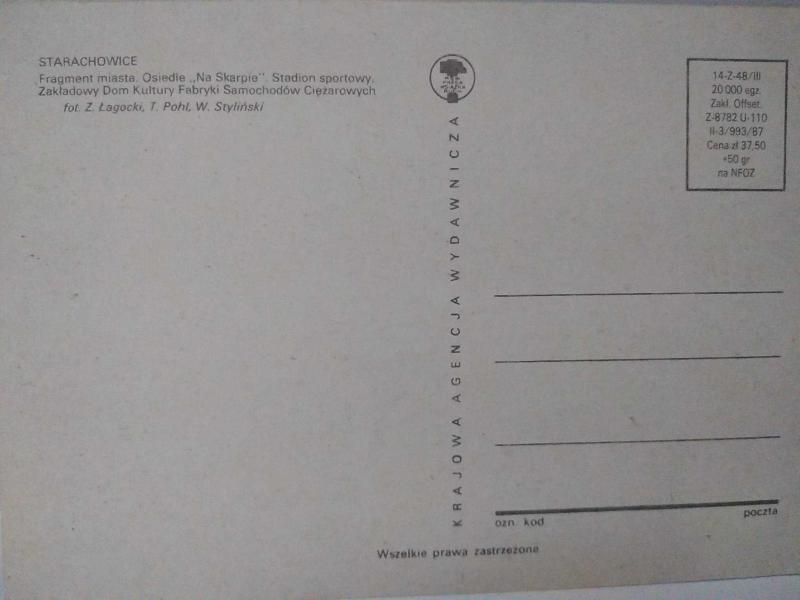 STARACHOWICE
Fragment miasta. Osiedle „Na Skarpie”. Stadion sportowy.
Zakładowy Dom Kultury Fabryki Samochodów Ciężarowych
fot. Z. Łagocki, T. Pohl, W. Styliński
KRAJOWA AGENCJA WYDAWNICZA
14-Z-48/III
20 000 egz.
Zakł. Offset.
Z-8782 U-110
II-3/993/87
Cena zł 37,50
+50 gr
na NFOZ
ozn. kod
poczta
Wszelkie prawa zastrzeżone